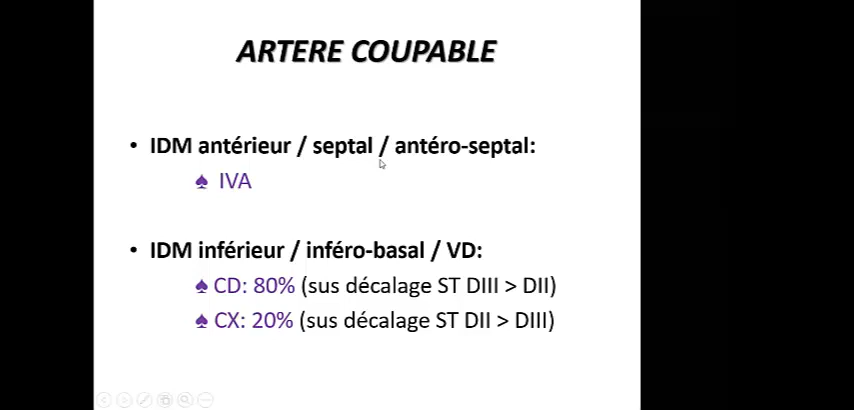 ARTERE COUPABLE
• IDM antérieur / septal / antéro-septal:
♠ IVA
• IDM inférieur / inféro-basal / VD:
♠ CD: 80% (sus décalage ST DIII > DII)
♠ CX: 20% (sus décalage ST DII > DIII)